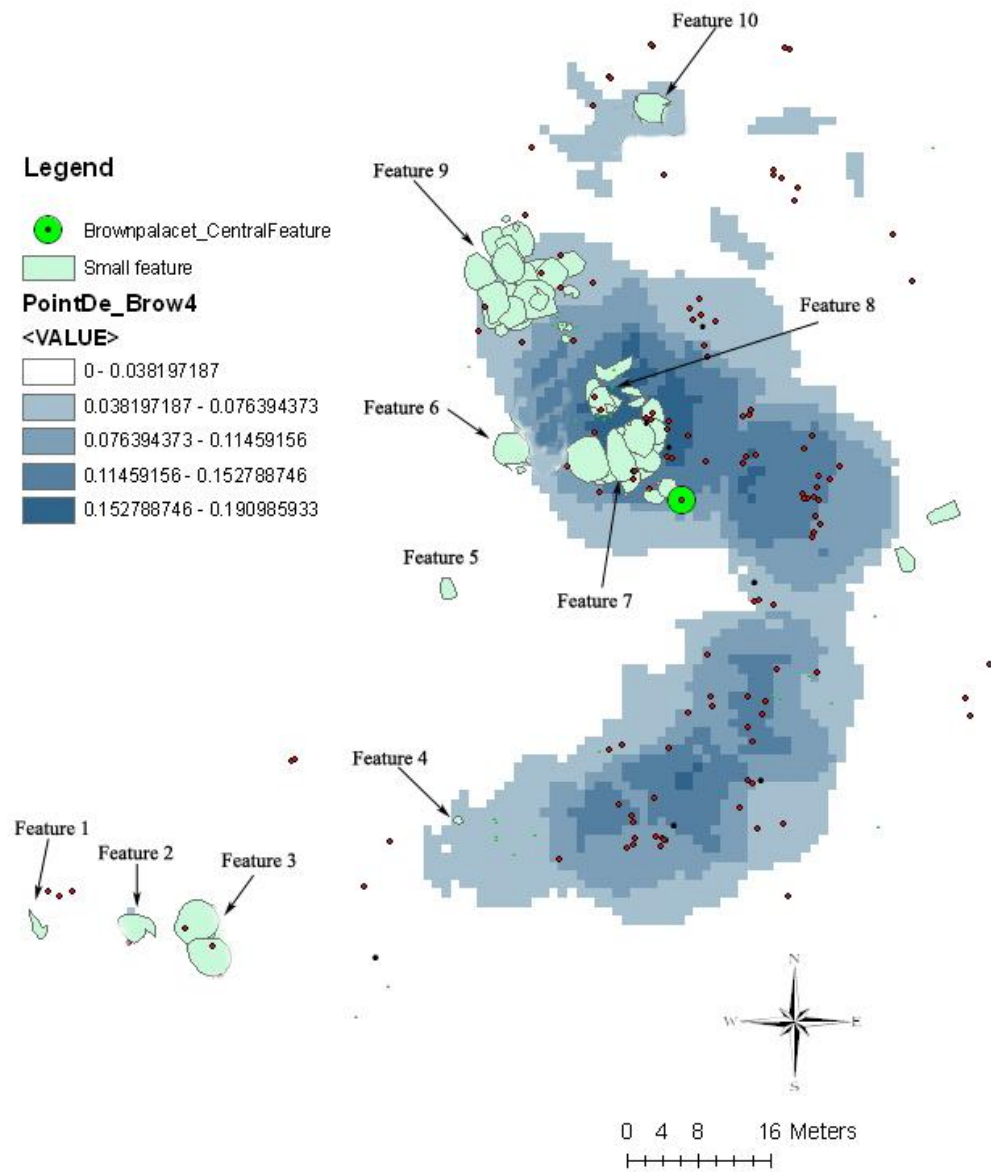 Feature 10
Legend
Feature 9
Brownpalacet_CentralFeature
Small feature
PointDe_Brow4
<VALUE>
Feature 8
0 - 0.038197187
0.038197187 - 0.076394373
Feature 6
0.076394373 - 0.11459156
0.11459156 - 0.152788746
0.152788746 - 0.190985933
Feature 5
Feature 7
Feature 4
Feature 1
Feature 2
Feature 3
N
W E
S
0 4 8 16 Meters